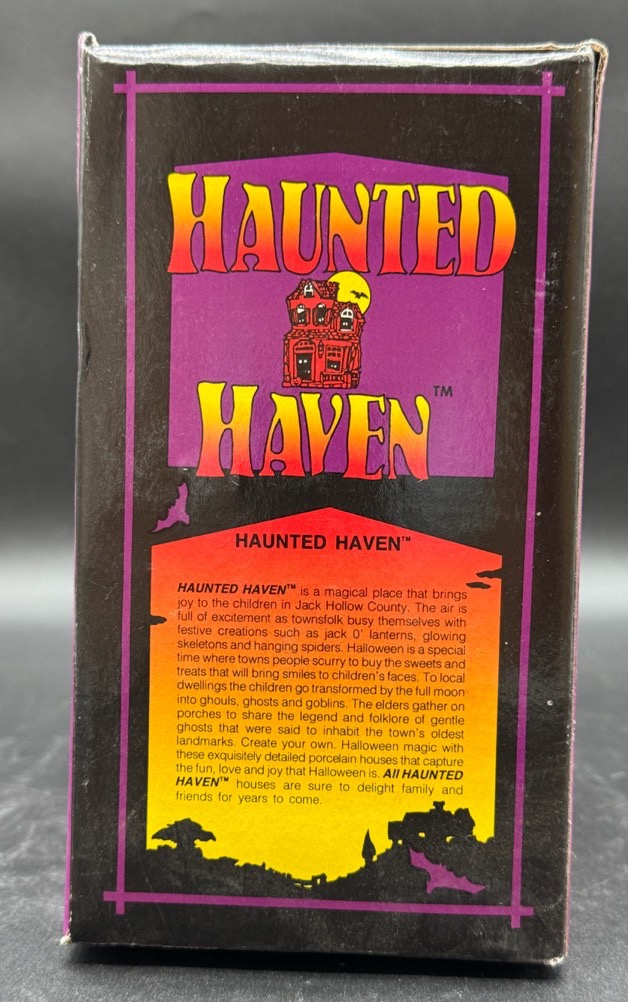 HAUNTED
HAVEN™
HAUNTED HAVEN™
HAUNTED HAVEN™ is a magical place that brings
joy to the children in Jack Hollow County. The air is
full of excitement as townsfolk busy themselves with
festive creations such as jack 0' lanterns, glowing
skeletons and hanging spiders. Halloween is a special
time where towns people scurry to buy the sweets and
treats that will bring smiles to children's faces. To local
dwellings the children go transformed by the full moon
into ghouls, ghosts and goblins. The elders gather on
porches to share the legend and folklore of gentle
ghosts that were said to inhabit the town's oldest
landmarks. Create your own. Halloween magic with
these exquisitely detailed porcelain houses that capture
the fun, love and joy that Halloween is. All HAUNTED
HAVEN™ houses are sure to delight family and
friends for years to come.